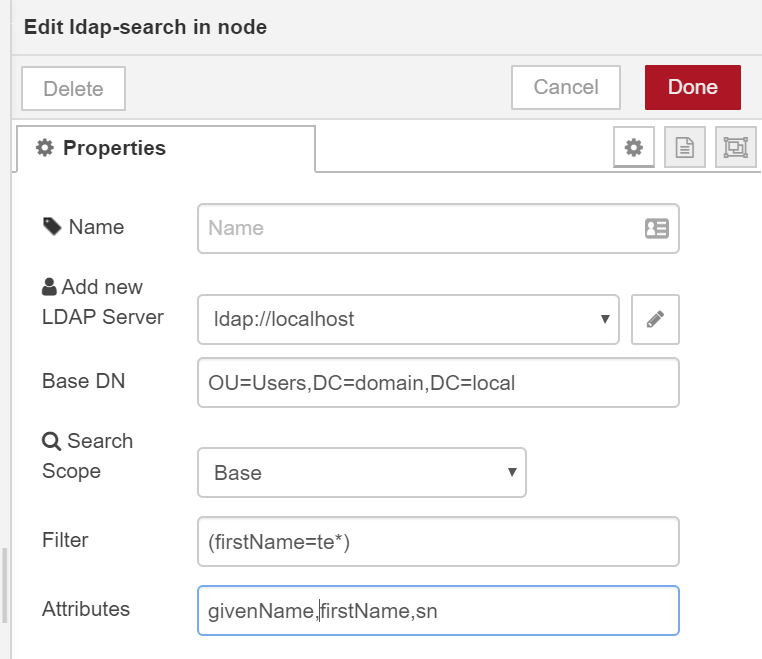 Edit ldap-search in node
Delete
Cancel
Done
Properties
Name
Name
Add new
LDAP Server
ldap://localhost
Base DN
OU=Users,DC=domain,DC=local
Search
Scope
Base
Filter
(firstName=te*)
Attributes
givenName,firstName,sn